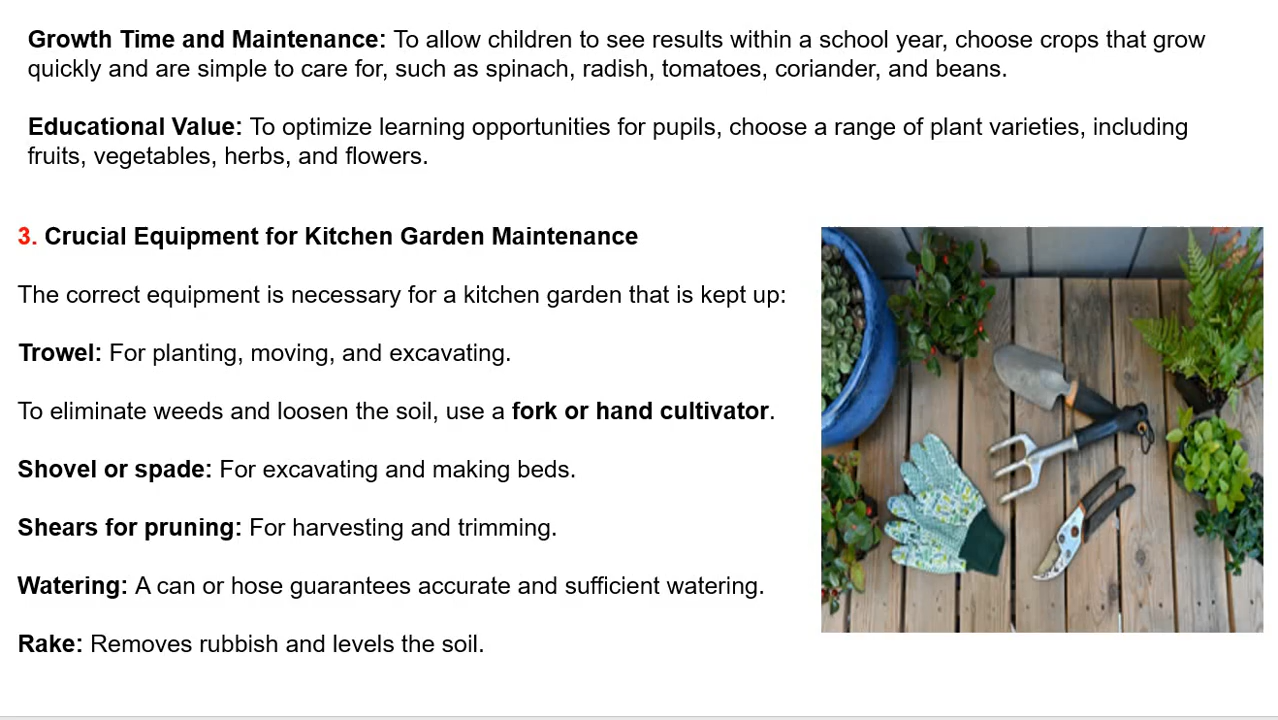 Growth Time and Maintenance: To allow children to see results within a school year, choose crops that grow
quickly and are simple to care for, such as spinach, radish, tomatoes, coriander, and beans.
Educational Value: To optimize learning opportunities for pupils, choose a range of plant varieties, including
fruits, vegetables, herbs, and flowers.
3. Crucial Equipment for Kitchen Garden Maintenance
The correct equipment is necessary for a kitchen garden that is kept up:
Trowel: For planting, moving, and excavating.
To eliminate weeds and loosen the soil, use a fork or hand cultivator.
Shovel or spade: For excavating and making beds.
Shears for pruning: For harvesting and trimming.
Watering: A can or hose guarantees accurate and sufficient watering.
Rake: Removes rubbish and levels the soil.